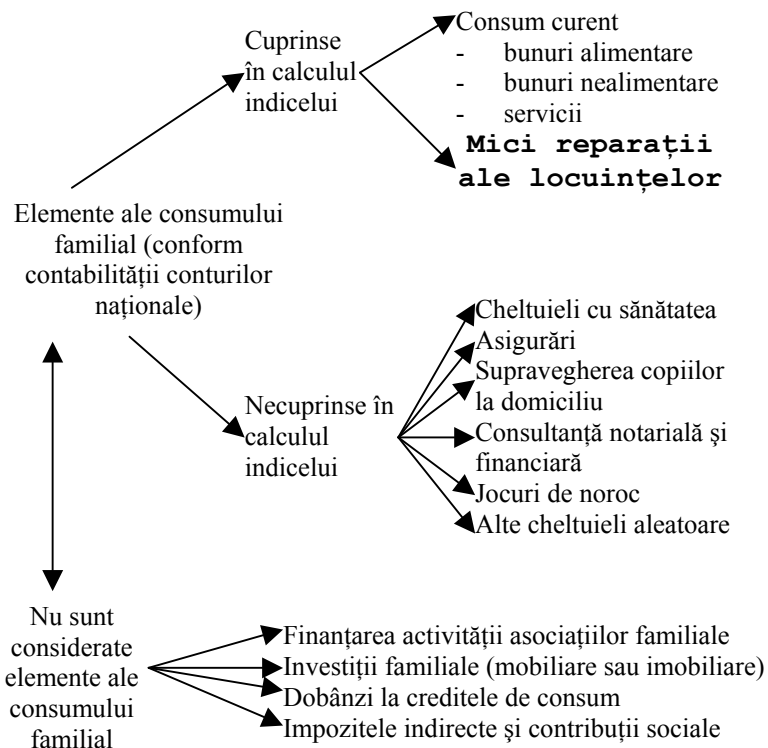 Cuprinse
în calculul
indicelui
Consum curent
- bunuri alimentare
- bunuri nealimentare
- servicii
Mici reparații
ale locuințelor
Elemente ale consumului
familial (conform
contabilității conturilor
naționale)
Necuprinse în
calculul
indicelui
Cheltuieli cu sănătatea
Asigurări
Supravegherea copiilor
la domiciliu
Consultanță notarială şi
financiară
Jocuri de noroc
Alte cheltuieli aleatoare
Nu sunt
considerate
elemente ale
consumului
familial
Finanțarea activității asociațiilor familiale
Investiții familiale (mobiliare sau imobiliare)
Dobânzi la creditele de consum
Impozitele indirecte şi contribuții sociale